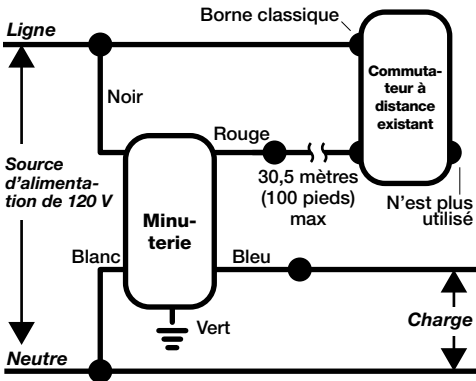 Borne classique
Ligne
Commuta-
teur à
distance
existant
Noir
Rouge
Source
d'alimenta-
tion de 120 V
30,5 mètres
(100 pieds)
max
N'est plus
utilisé
Minu-
terie
Blanc
Bleu
Vert
Charge
Neutre